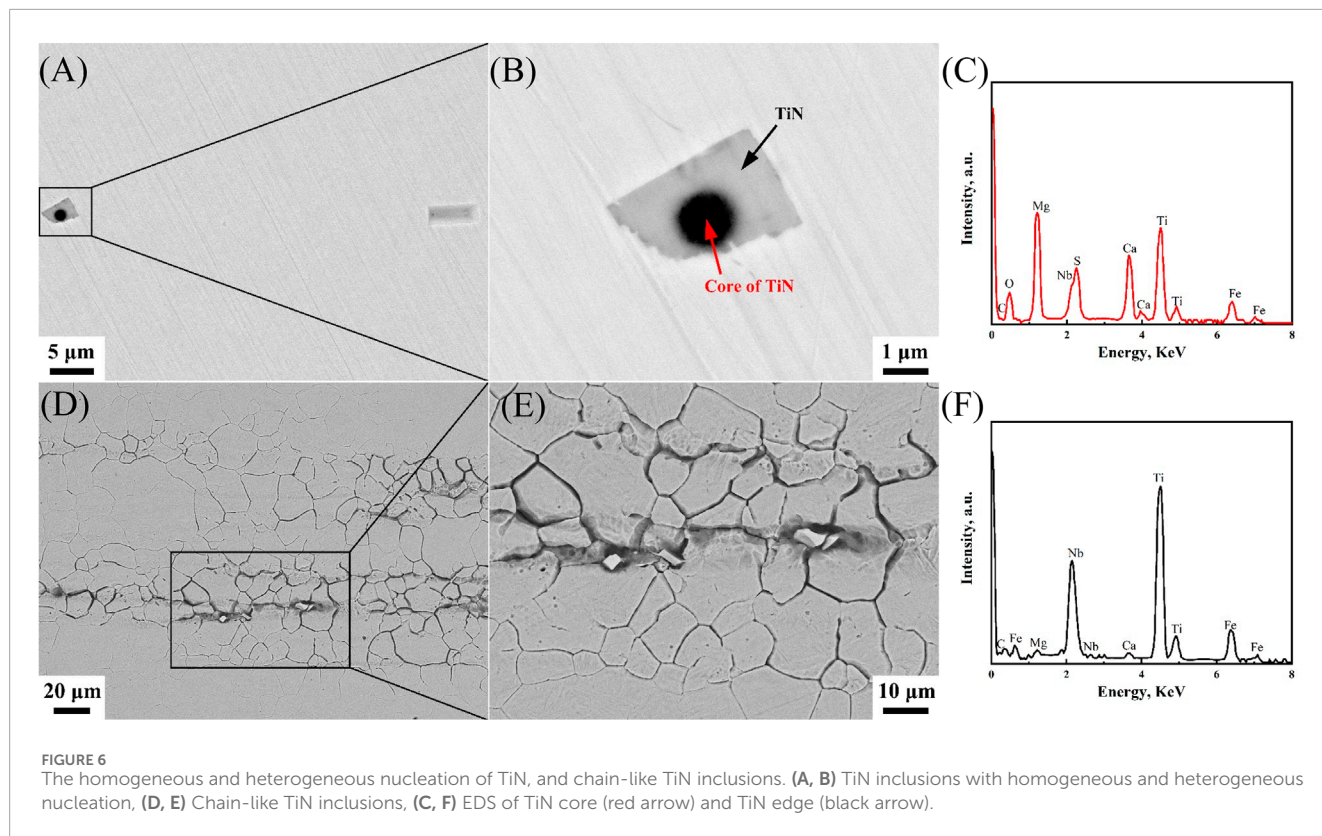 (A)
5 μm
(B)
TiN
Core of TiN
1 μm
(C)
Intensity, a.u.
C
O
Mg
Nb
S
Ca
Ca
Ti
Ti
Fe
Fe
0 2 4 6 8
Energy, KeV
(D)
20 μm
(E)
10 μm
(F)
Intensity, a.u.
C
Fe
Mg
Nb
Nb
Ca
Ti
Ti
Fe
Fe
0 2 4 6 8
Energy, KeV
FIGURE 6
The homogeneous and heterogeneous nucleation of TiN, and chain-like TiN inclusions. (A, B) TiN inclusions with homogeneous and heterogeneous
nucleation, (D, E) Chain-like TiN inclusions, (C, F) EDS of TiN core (red arrow) and TiN edge (black arrow).